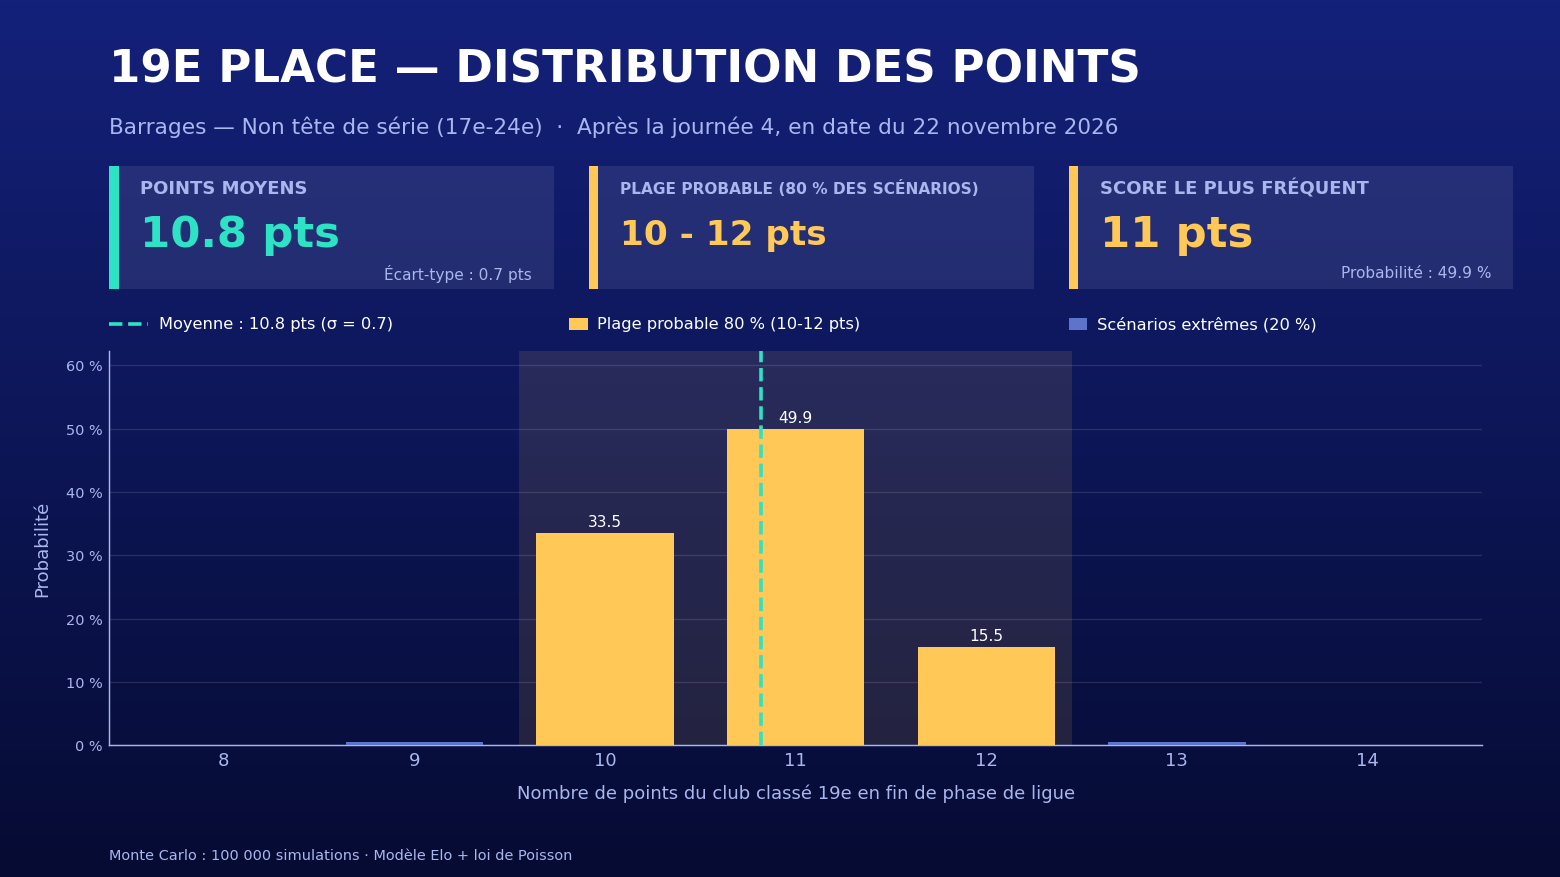 19E PLACE — DISTRIBUTION DES POINTS
Barrages — Non tête de série (17e-24e) · Après la journée 4, en date du 22 novembre 2026
POINTS MOYENS
10.8 pts
Écart-type : 0.7 pts
PLAGE PROBABLE (80 % DES SCÉNARIOS)
10 - 12 pts
SCORE LE PLUS FRÉQUENT
11 pts
Probabilité : 49.9 %
Moyenne : 10.8 pts (σ = 0.7)
Plage probable 80 % (10-12 pts)
Scénarios extrêmes (20 %)
60 %
50 %
40 %
30 %
20 %
10 %
0 %
Probabilité
33.5
49.9
15.5
8 9 10 11 12 13 14
Nombre de points du club classé 19e en fin de phase de ligue
Monte Carlo : 100 000 simulations · Modèle Elo + loi de Poisson